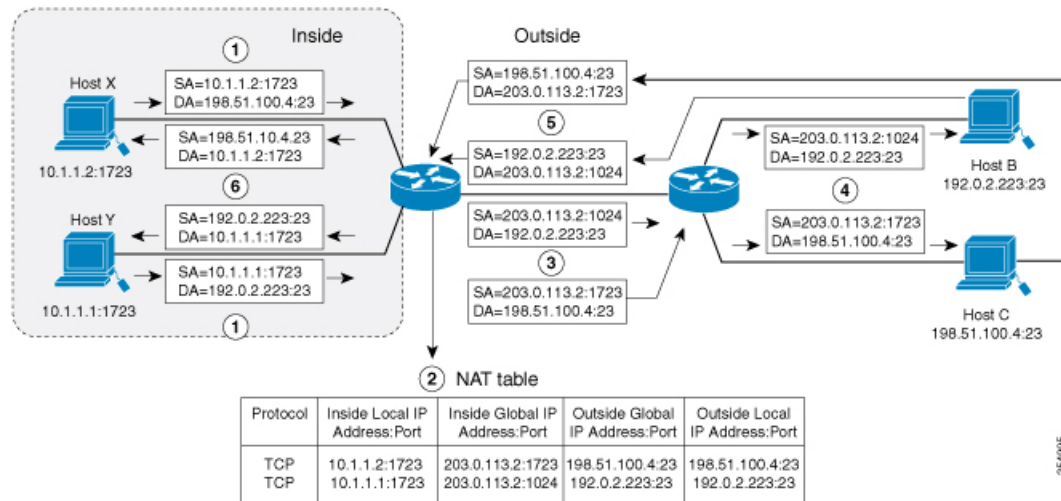 Inside
Outside
1
Host X
SA=10.1.1.2:1723
DA=198.51.100.4:23
SA=198.51.10.4.23
DA=10.1.1.2:1723
10.1.1.2:1723
6
Host Y
SA=192.0.2.223:23
DA=10.1.1.1:1723
SA=10.1.1.1:1723
DA=192.0.2.223:23
10.1.1.1:1723
1
SA=198.51.100.4:23
DA=203.0.113.2:1723
5
SA=192.0.2.223:23
DA=203.0.113.2:1024
SA=203.0.113.2:1024
DA=192.0.2.223:23
3
SA=203.0.113.2:1723
DA=198.51.100.4:23
SA=203.0.113.2:1024
DA=192.0.2.223:23
4
SA=203.0.113.2:1723
DA=198.51.100.4:23
Host B
192.0.2.223:23
Host C
198.51.100.4:23
2 NAT table
Protocol
Inside Local IP
Address:Port
Inside Global IP
Address:Port
Outside Global
IP Address:Port
Outside Local
IP Address:Port
TCP 10.1.1.2:1723 203.0.113.2:1723 198.51.100.4:23 198.51.100.4:23
TCP 10.1.1.1:1723 203.0.113.2:1024 192.0.2.223:23 192.0.2.223:23